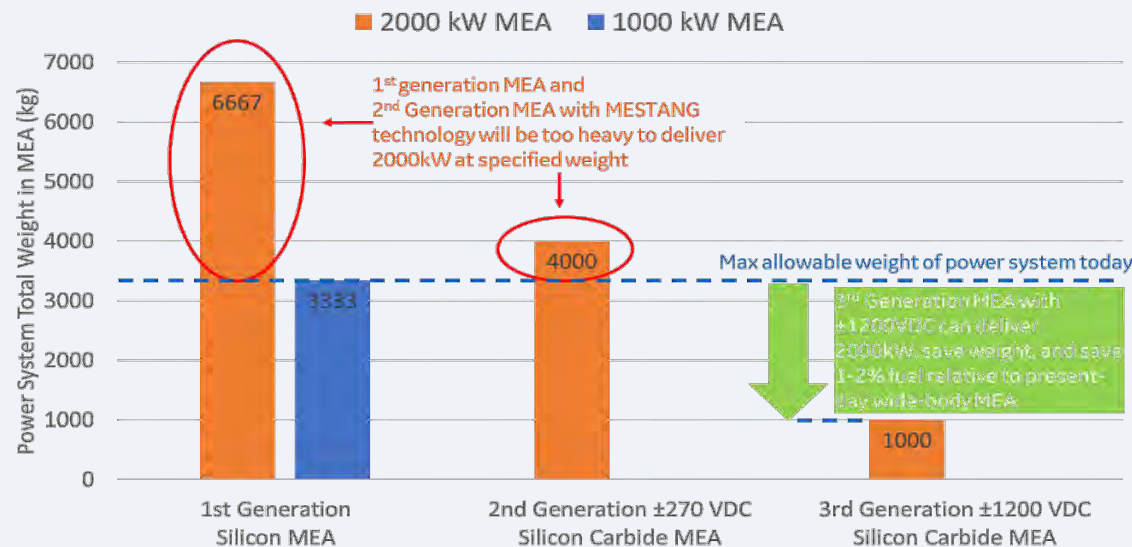 2000 kW MEA
1000 kW MEA
Power System Total Weight in MEA (kg)
7000
6000
5000
4000
3000
2000
1000
0
6667
3333
4000
1000
1st generation MEA and
2nd Generation MEA with MESTANG
technology will be too heavy to deliver
2000kW at specified weight
Max allowable weight of power system today
3rd Generation MEA with
±1200VDC can deliver
2000kW, save weight, and save
1-2% fuel relative to present-
day wide-body MEA
1st Generation
Silicon MEA
2nd Generation ±270 VDC
Silicon Carbide MEA
3rd Generation ±1200 VDC
Silicon Carbide MEA